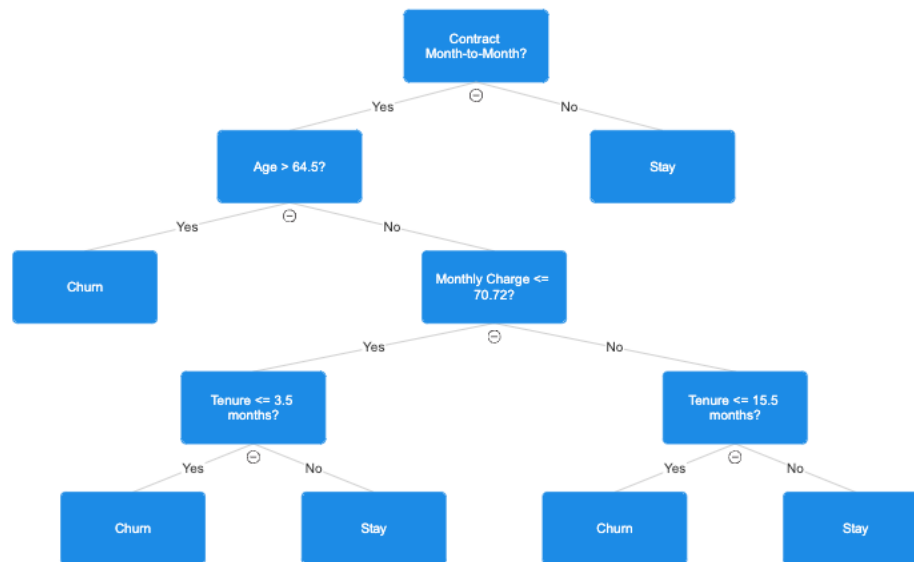 Contract
Month-to-Month?
Yes
No
Age > 64.5?
Stay
Yes
No
Churn
Monthly Charge <=
70.72?
Yes
No
Tenure <= 3.5
months?
Tenure <= 15.5
months?
Yes
No
Yes
No
Churn
Stay
Churn
Stay